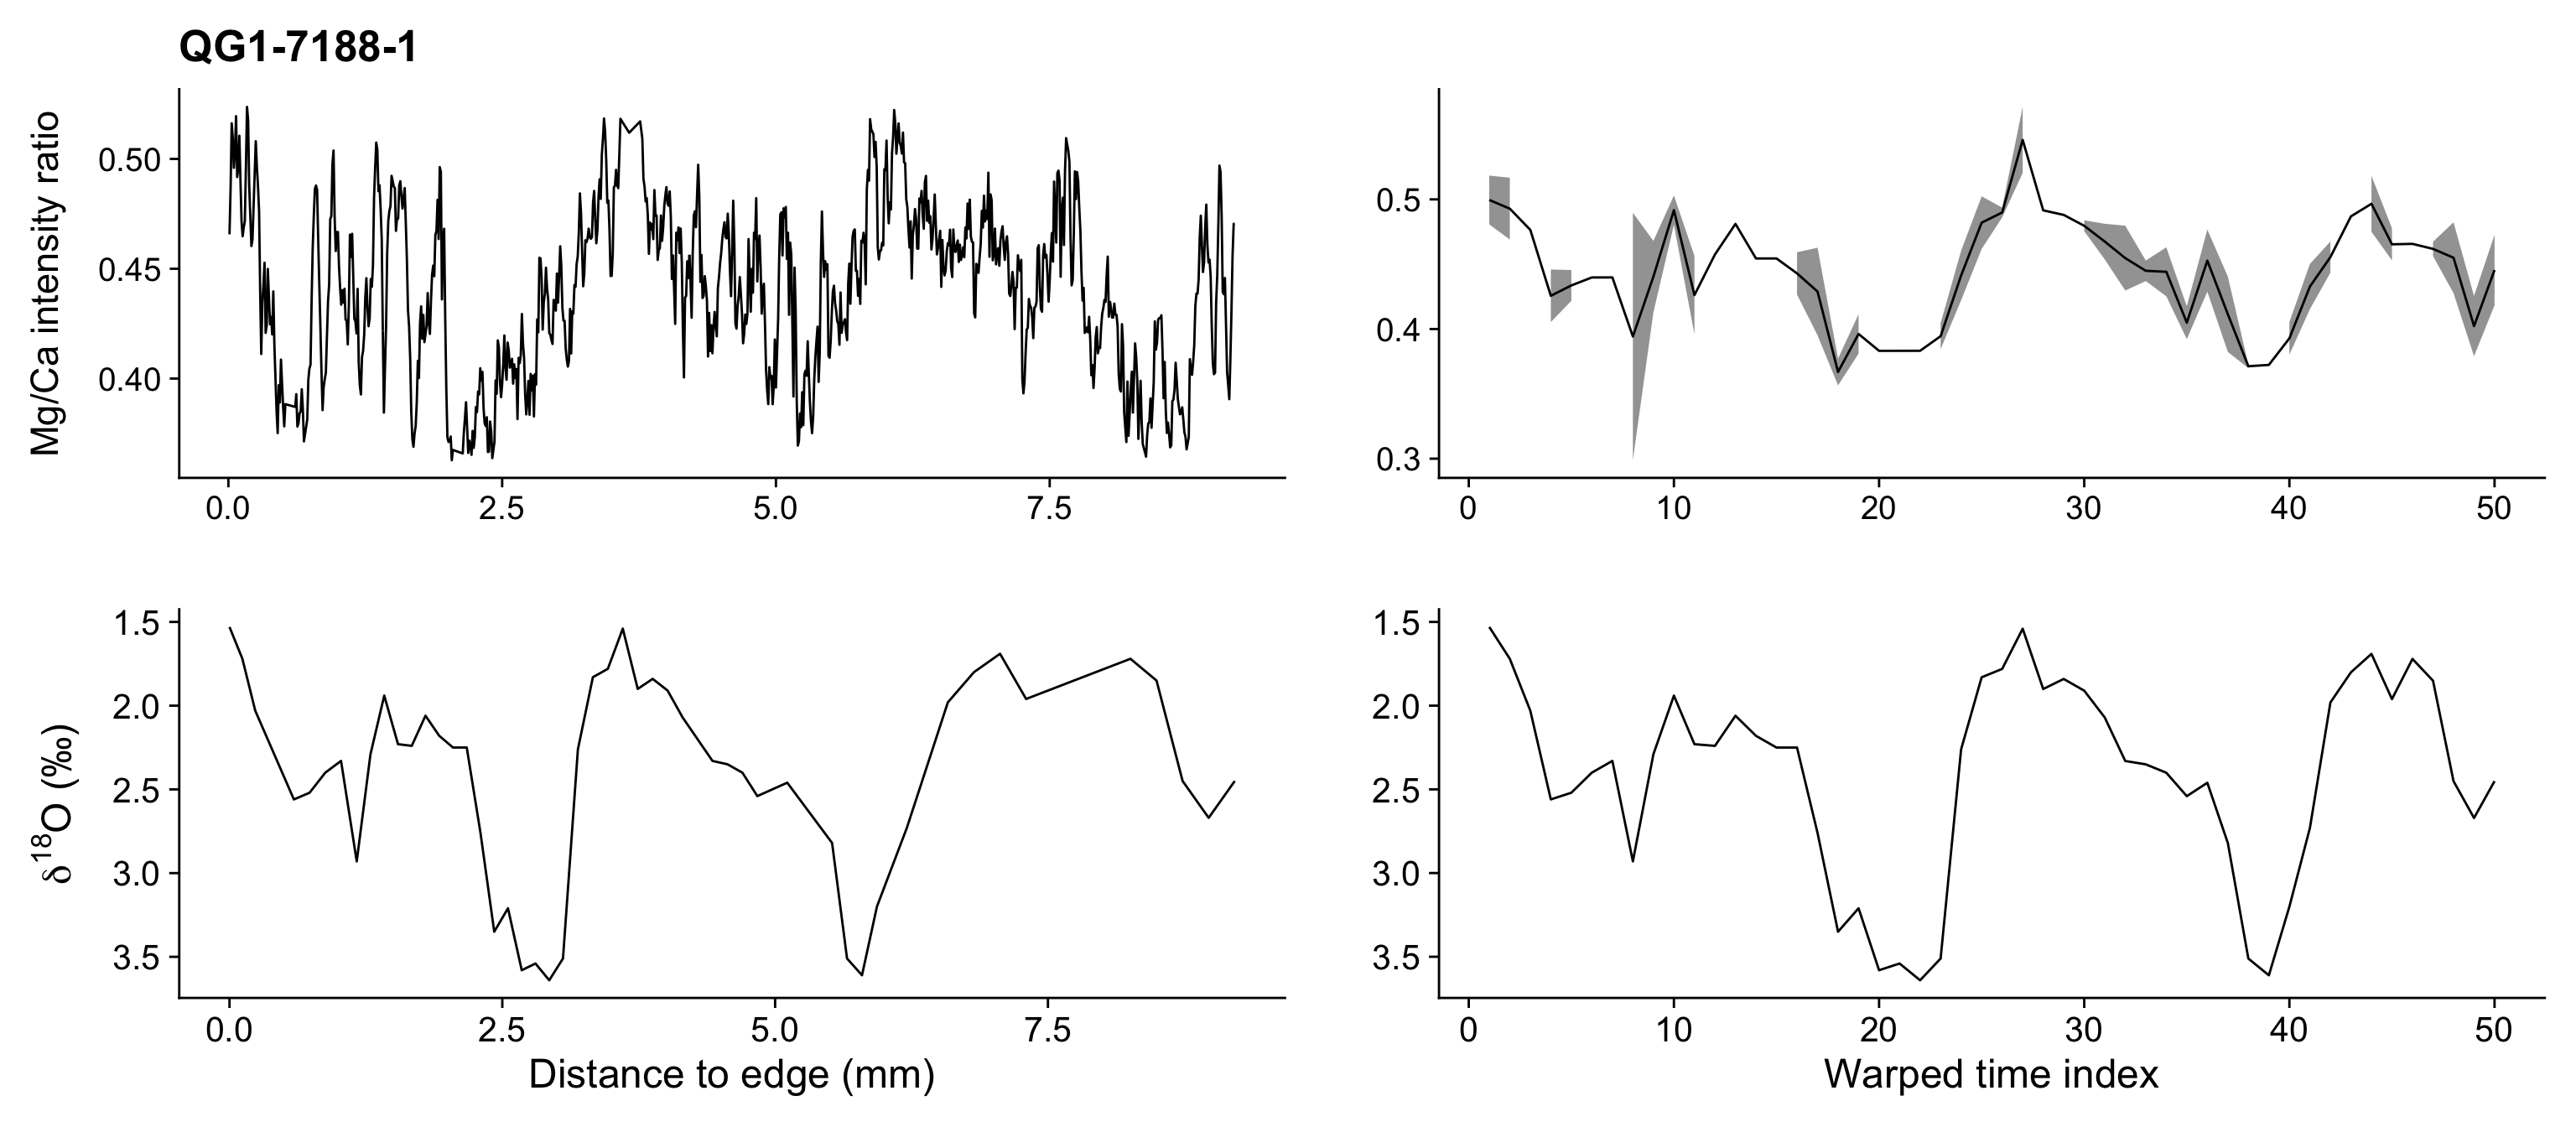 QG1-7188-1
Mg/Ca intensity ratio
0.50
0.45
0.40
0.0 2.5 5.0 7.5
0.5
0.4
0.3
0 10 20 30 40 50
δ¹⁸O (‰)
1.5
2.0
2.5
3.0
3.5
0.0 2.5 5.0 7.5
Distance to edge (mm)
1.5
2.0
2.5
3.0
3.5
0 10 20 30 40 50
Warped time index